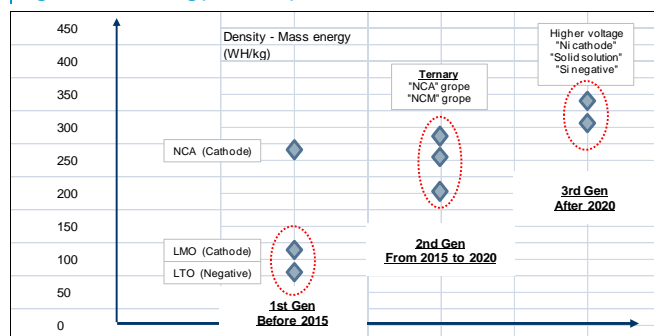 450
400
350
300
250
200
150
100
50
0
Density - Mass energy
(WH/kg)
NCA (Cathode)
LMO (Cathode)
LTO (Negative)
1st Gen
Before 2015
Ternary
"NCA" grope
"NCM" grope
2nd Gen
From 2015 to 2020
Higher voltage
"Ni cathode"
"Solid solution"
"Si negative"
3rd Gen
After 2020